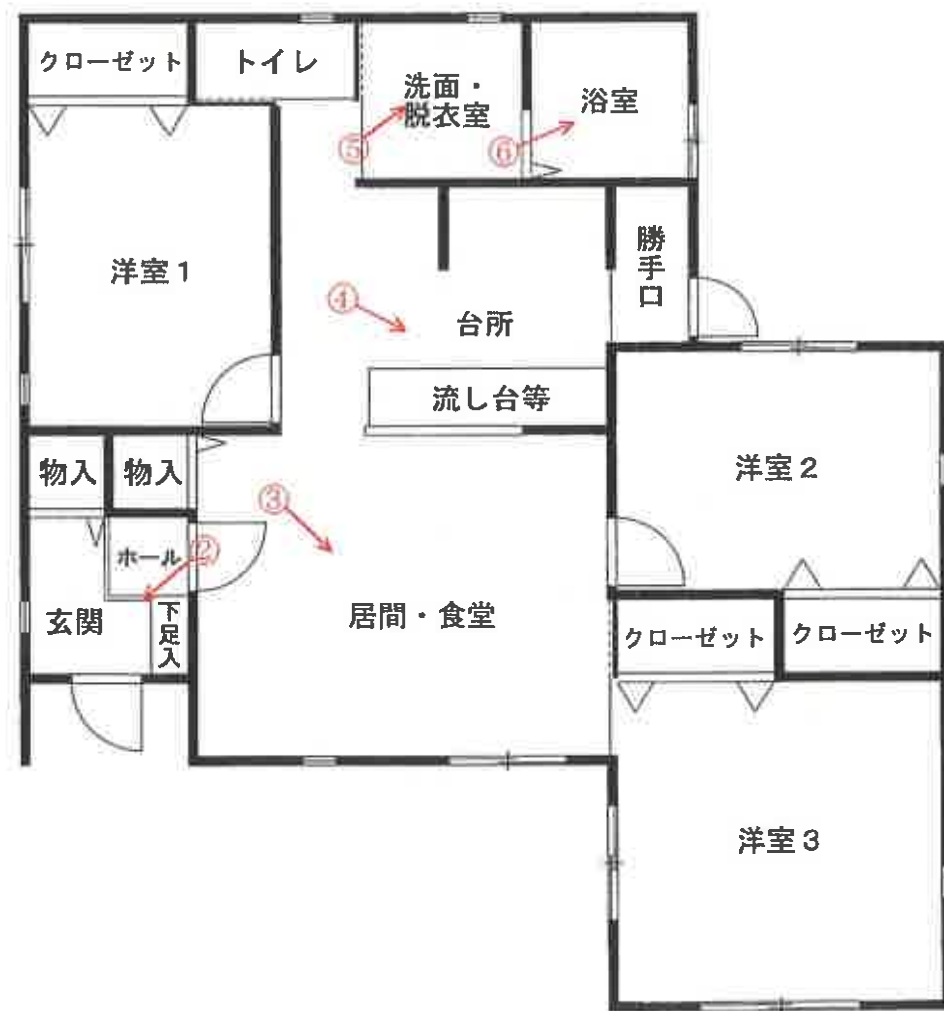 クローゼット
トイレ
洗面・
脱衣室
浴室
⑤
⑥
洋室1
勝手口
④
台所
流し台等
物入
物入
洋室2
③
ホール
②
玄関
下足入
居間・食堂
クローゼット
クローゼット
洋室3